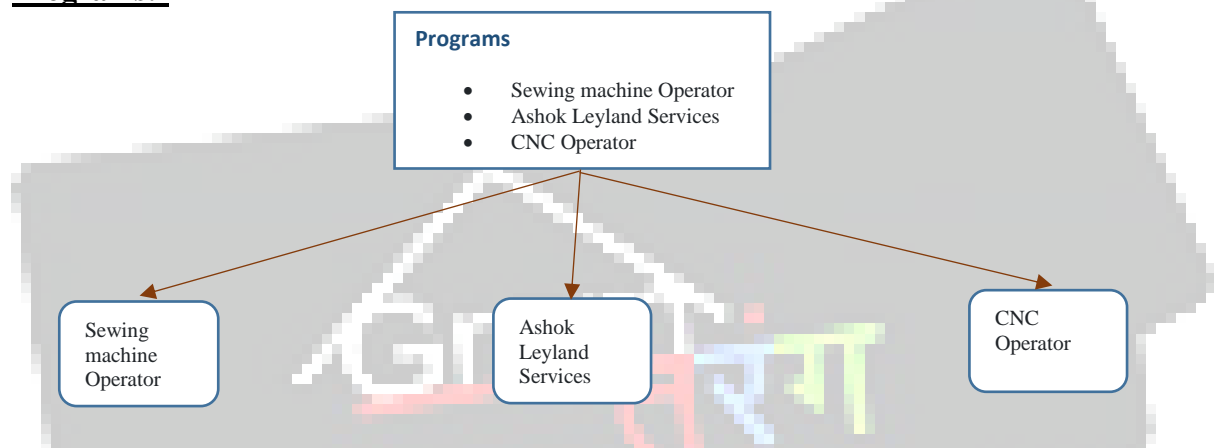 Programs
• Sewing machine Operator
• Ashok Leyland Services
• CNC Operator
Sewing
machine
Operator
Ashok
Leyland
Services
CNC
Operator